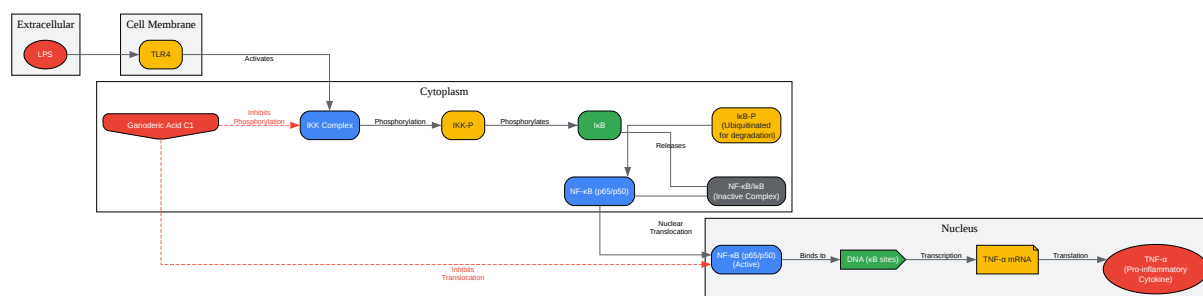 Extracellular
Cell Membrane
LPS
TLR4
Activates
Cytoplasm
Ganoderic Acid C1
Inhibits
Phosphorylation
IKK Complex
Phosphorylation
IKK-P
Phosphorylates
IκB
IκB-P
(Ubiquitinated
for degradation)
Releases
NF-κB (p65/p50)
NF-κB/IκB
(Inactive Complex)
Nuclear
Translocation
Nucleus
Inhibits
Translocation
NF-κB (p65/p50)
(Active)
Binds to
DNA (κB sites)
Transcription
TNF-α mRNA
Translation
TNF-α
(Pro-inflammatory
Cytokine)